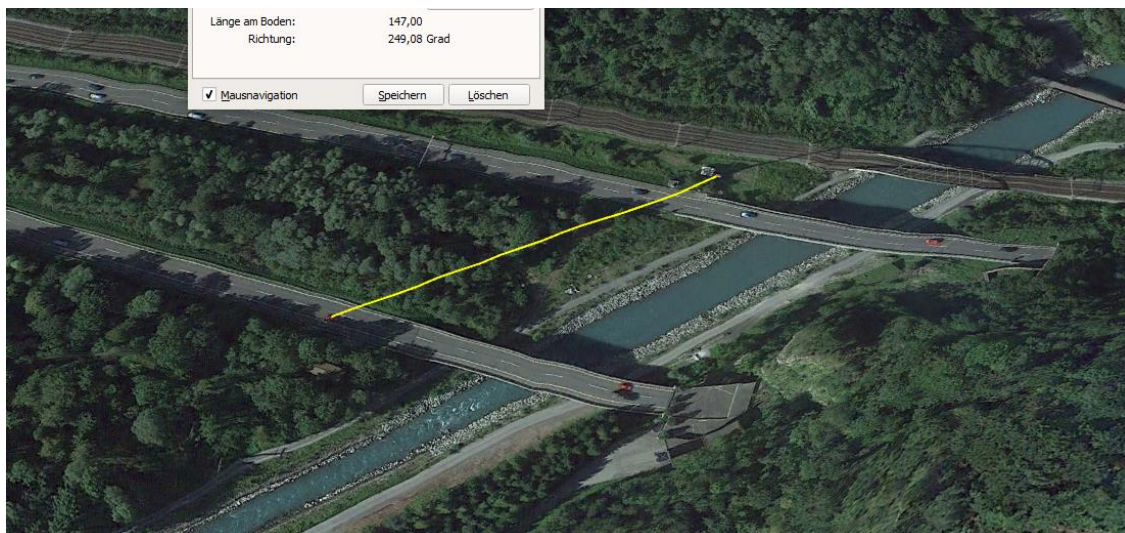 Länge am Boden: 147,00
Richtung: 249,08 Grad
Mausnavigation Speichern Löschen